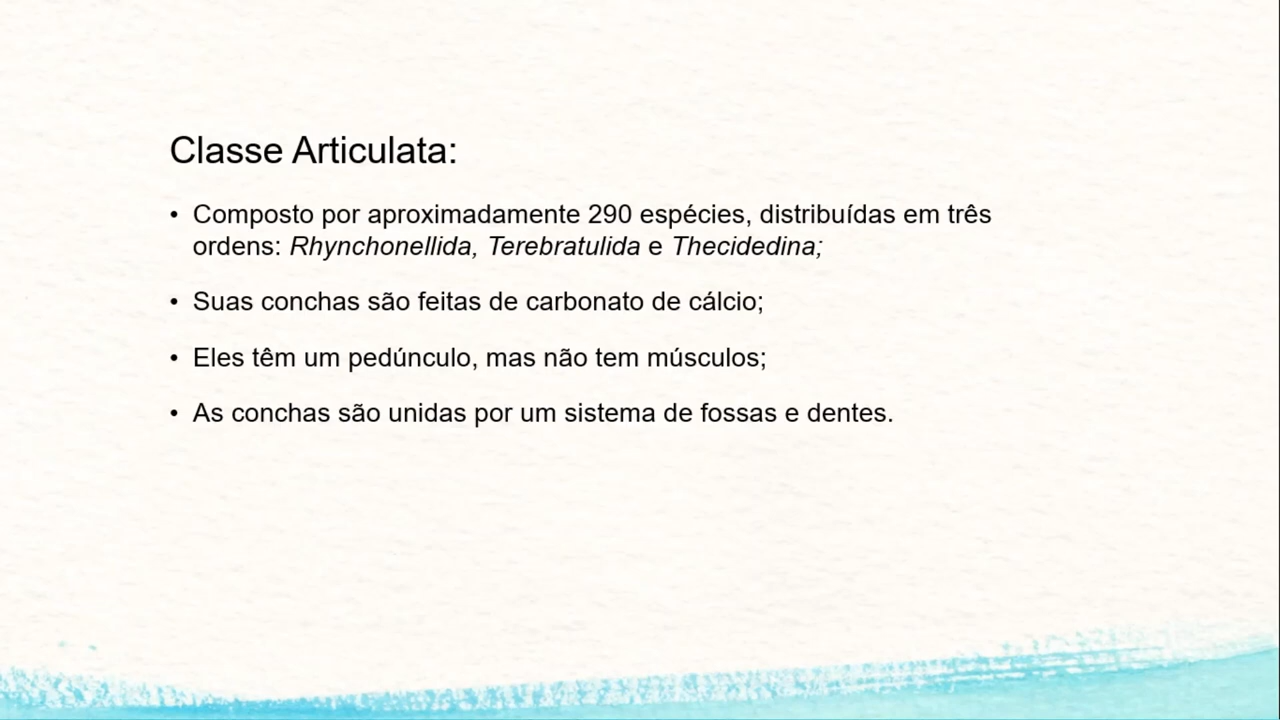 Classe Articulata:
• Composto por aproximadamente 290 espécies, distribuídas em três
ordens: Rhynchonellida, Terebratulida e Thecidedina;
• Suas conchas são feitas de carbonato de cálcio;
• Eles têm um pedúnculo, mas não tem músculos;
• As conchas são unidas por um sistema de fossas e dentes.